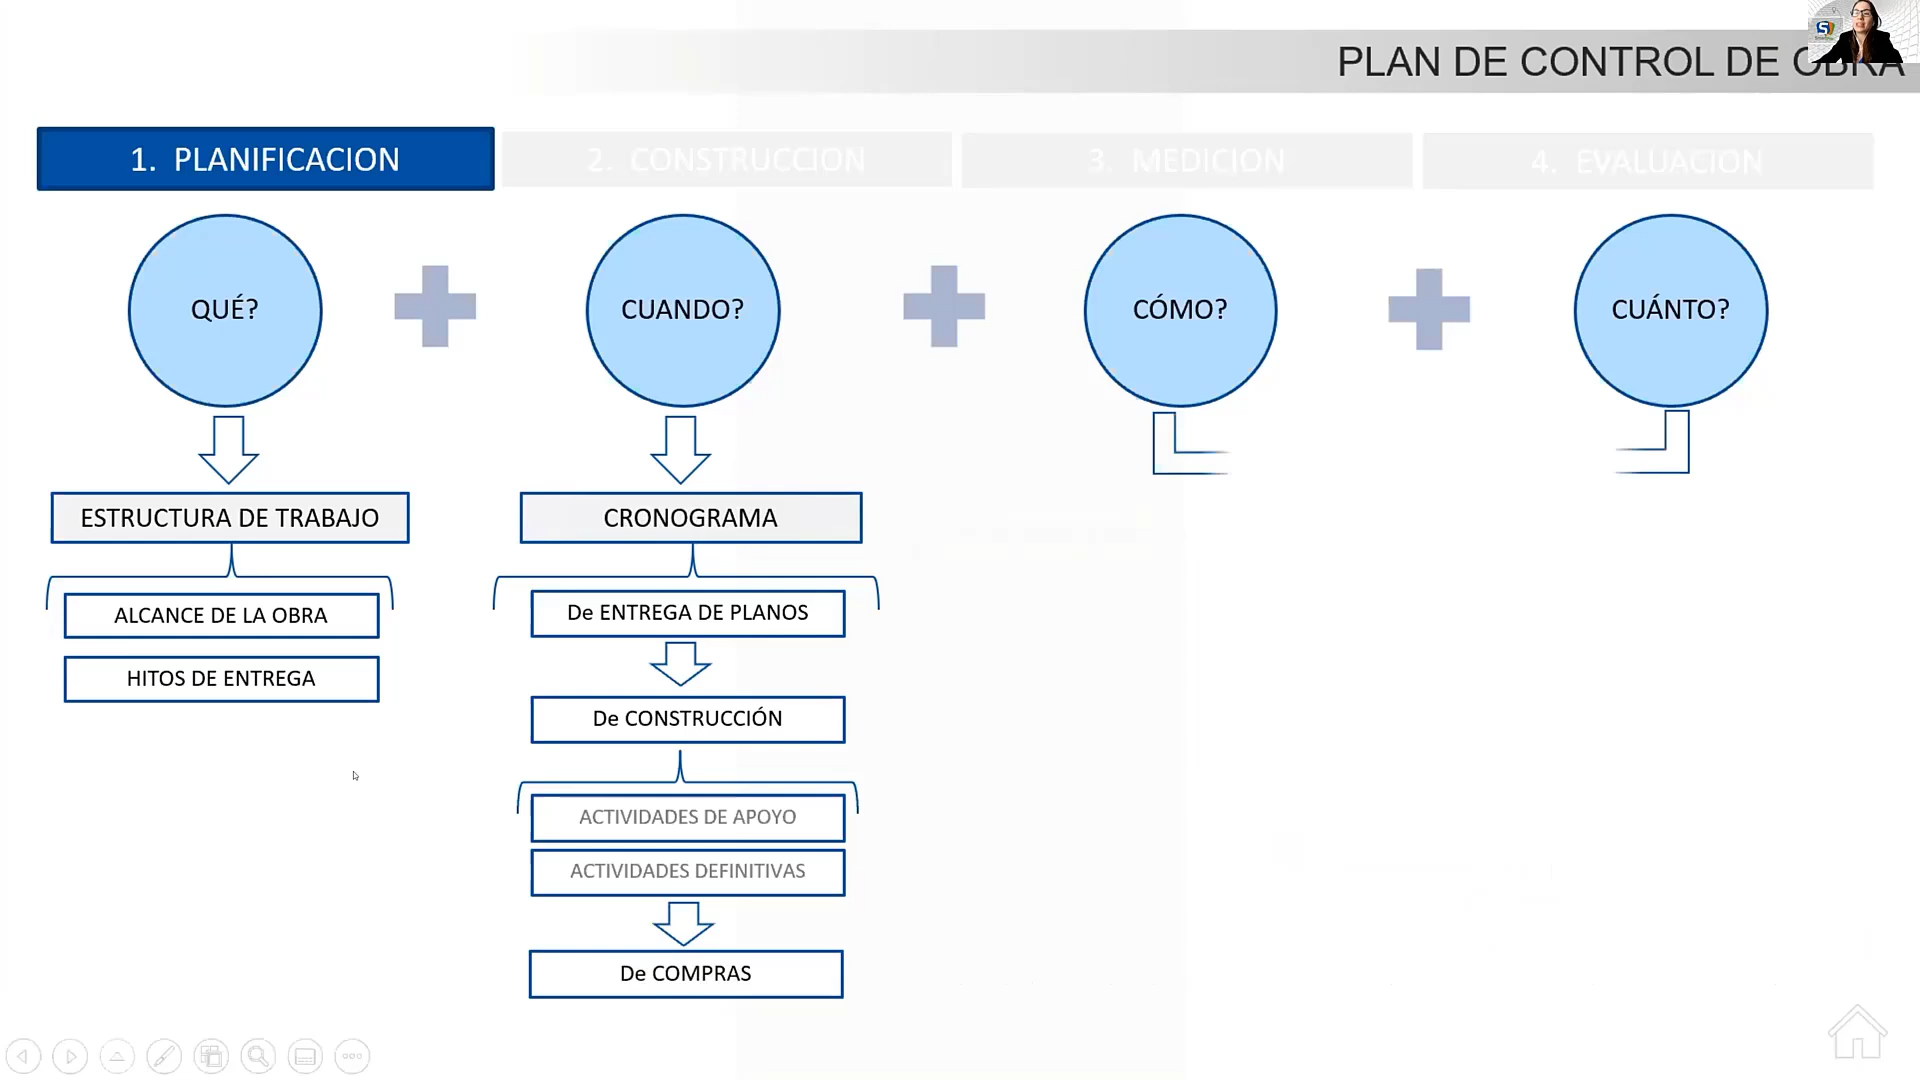 PLAN DE CONTROL DE OBRA
1. PLANIFICACION
2. CONSTRUCCION
3. MEDICION
4. EVALUACION
QUÉ?
CUANDO?
CÓMO?
CUÁNTO?
ESTRUCTURA DE TRABAJO
CRONOGRAMA
ALCANCE DE LA OBRA
De ENTREGA DE PLANOS
HITOS DE ENTREGA
De CONSTRUCCIÓN
ACTIVIDADES DE APOYO
ACTIVIDADES DEFINITIVAS
De COMPRAS